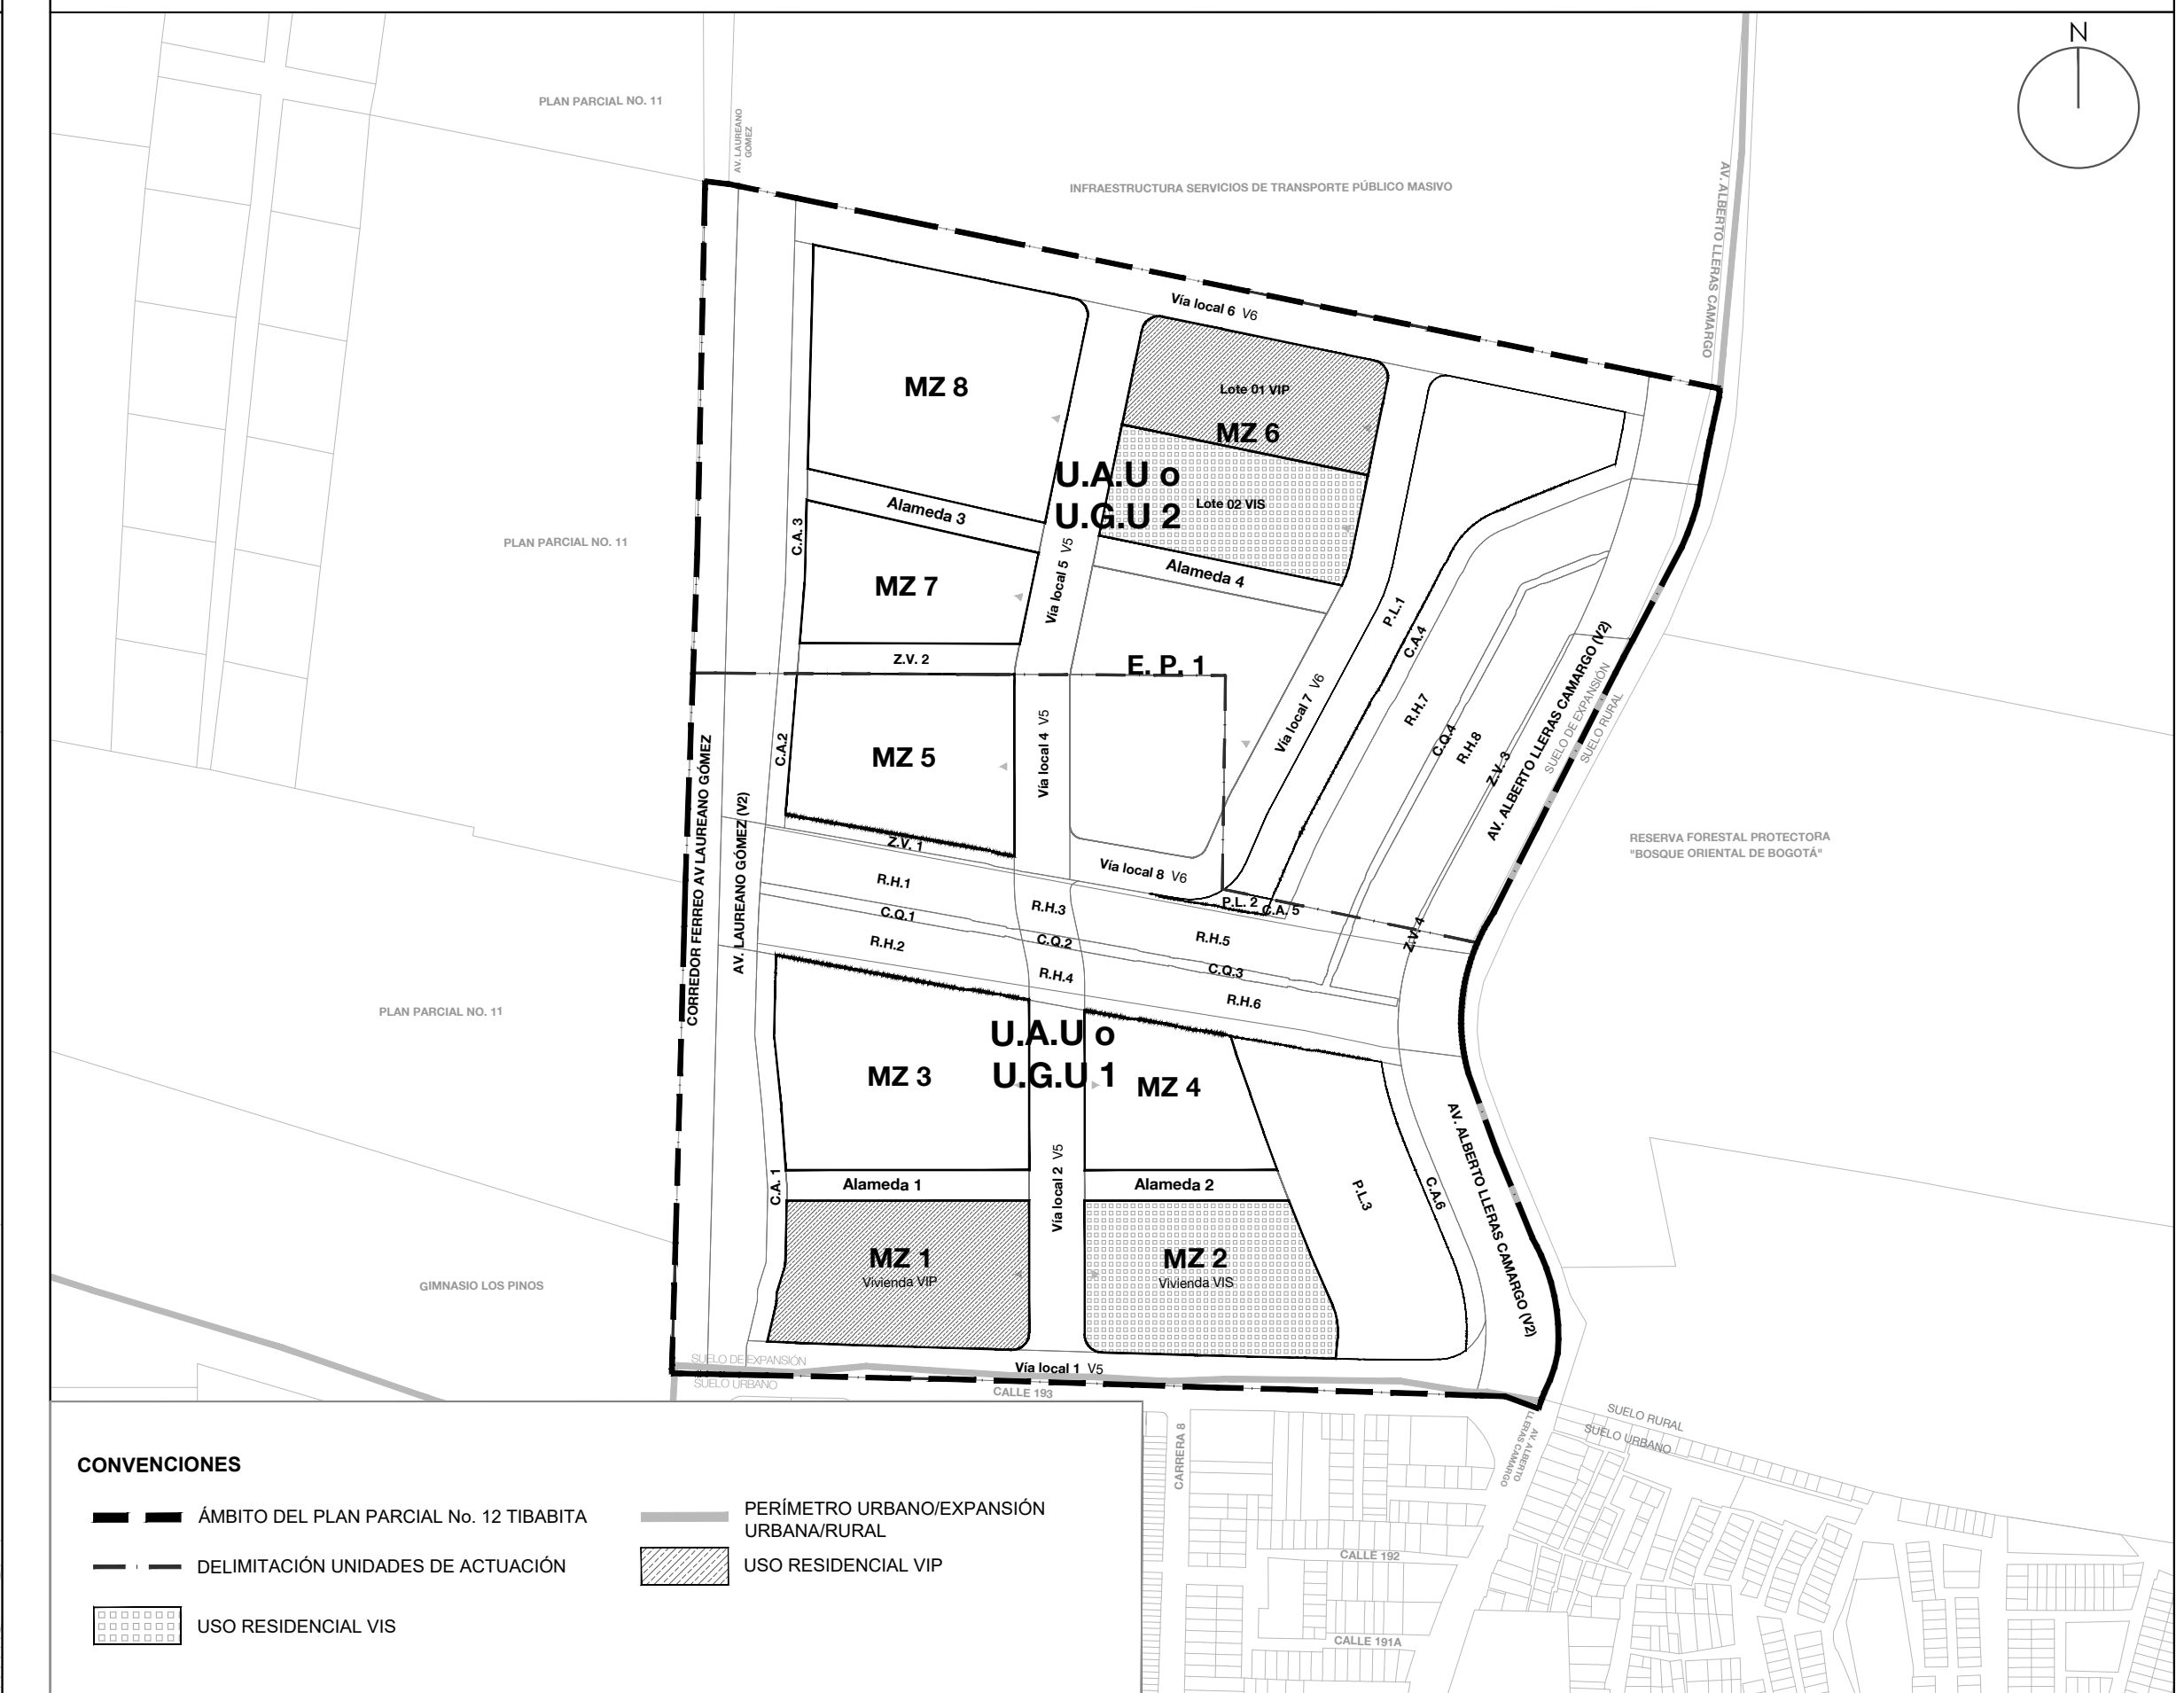 N
PLAN PARCIAL NO. 11
AV. LAUREANO
GOMEZ
INFRAESTRUCTURA SERVICIOS DE TRANSPORTE PÚBLICO MASIVO
AV. ALBERTO LLERAS CAMARGO
Vía local 6 V6
MZ 8
Lote 01 VIP
MZ 6
U.A.U o
U.G.U 2
Lote 02 VIS
Alameda 3
C.A. 3
PLAN PARCIAL NO. 11
Vía local 5 V5
Alameda 4
MZ 7
P.L.1
C.A.4
Z.V. 2
E. P. 1
R.H.7
C.Q.4
R.H.8
Z.V. 3
AV. ALBERTO LLERAS CAMARGO (V2)
SUELO DE EXPANSIÓN
SUELO RURAL
Vía local 7 V6
C.A.2
MZ 5
Vía local 4 V5
CORREDOR FERREO AV LAUREANO GÓMEZ
AV. LAUREANO GÓMEZ (V2)
Z.V. 1
Vía local 8 V6
RESERVA FORESTAL PROTECTORA
"BOSQUE ORIENTAL DE BOGOTÁ"
R.H.1
R.H.3
P.L. 2
C.A. 5
C.Q.1
R.H.5
Z.V. 4
R.H.2
C.Q.2
C.Q.3
R.H.4
R.H.6
PLAN PARCIAL NO. 11
U.A.U o
U.G.U 1
MZ 3
MZ 4
AV. ALBERTO LLERAS CAMARGO (V2)
C.A. 1
Alameda 1
Vía local 2 V5
Alameda 2
P.L.3
C.A.6
MZ 1
Vivienda VIP
MZ 2
Vivienda VIS
GIMNASIO LOS PINOS
SUELO DE EXPANSIÓN
SUELO URBANO
Vía local 1 V5
CALLE 193
SUELO RURAL
SUELO URBANO
AV. ALBERTO
LLERAS CAMARGO
CARRERA 8
CALLE 192
CALLE 191A
CONVENCIONES
ÁMBITO DEL PLAN PARCIAL No. 12 TIBABITA
DELIMITACIÓN UNIDADES DE ACTUACIÓN
USO RESIDENCIAL VIS
PERÍMETRO URBANO/EXPANSIÓN
URBANA/RURAL
USO RESIDENCIAL VIP